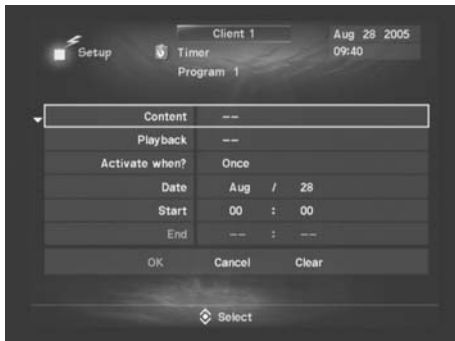 Client 1
Aug 28 2005
Setup
Timer
09:40
Program 1
Content --
Playback --
Activate when? Once
Date Aug / 28
Start 00 : 00
End -- : --
OK Cancel Clear
Select